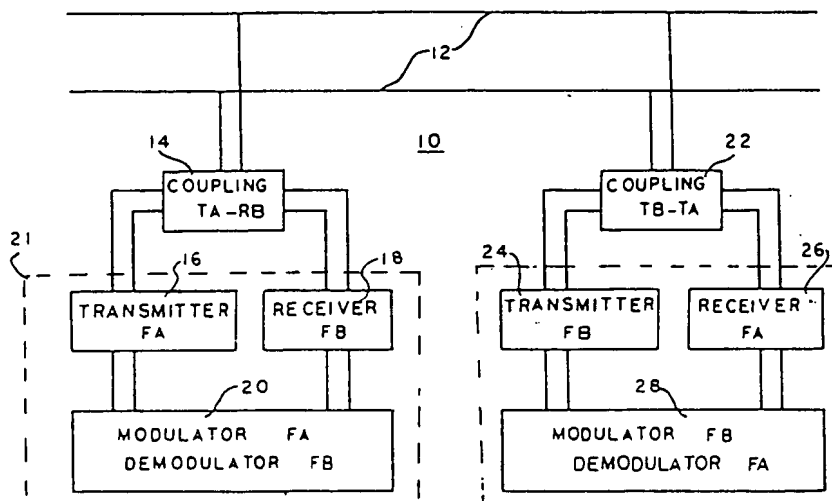 12
14
22
10
COUPLING
TA-RB
COUPLING
TB-TA
21
16
18
24
26
TRANSMITTER
FA
RECEIVER
FB
TRANSMITTER
FB
RECEIVER
FA
20
28
MODULATOR FA
DEMODULATOR FB
MODULATOR FB
DEMODULATOR FA